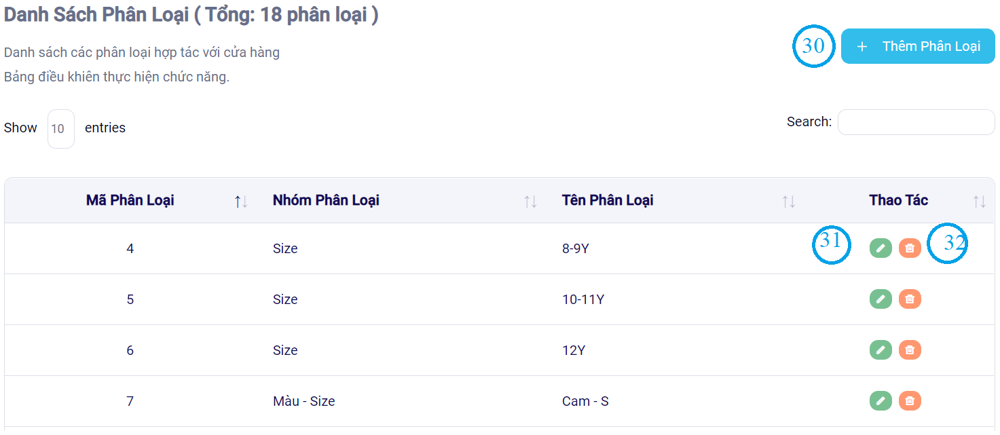 Danh Sách Phân Loại ( Tổng: 18 phân loại )
Danh sách các phân loại hợp tác với cửa hàng
Bảng điều khiên thực hiện chức năng.
30
+ Thêm Phân Loại
Show 10 entries
Search:
Mã Phân Loại Nhóm Phân Loại Tên Phân Loại Thao Tác
4 Size 8-9Y 31 32
5 Size 10-11Y
6 Size 12Y
7 Màu - Size Cam - S